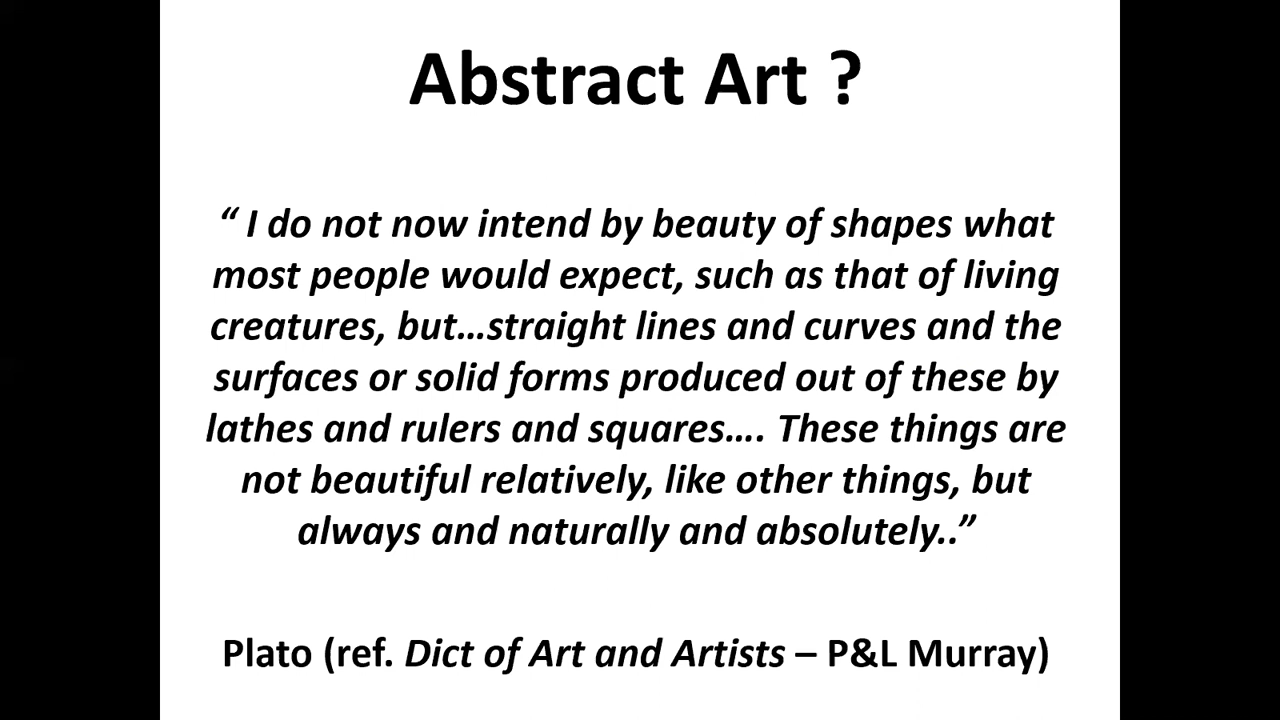 Abstract Art ?
“ I do not now intend by beauty of shapes what
most people would expect, such as that of living
creatures, but…straight lines and curves and the
surfaces or solid forms produced out of these by
lathes and rulers and squares…. These things are
not beautiful relatively, like other things, but
always and naturally and absolutely..”
Plato (ref. Dict of Art and Artists – P&L Murray)